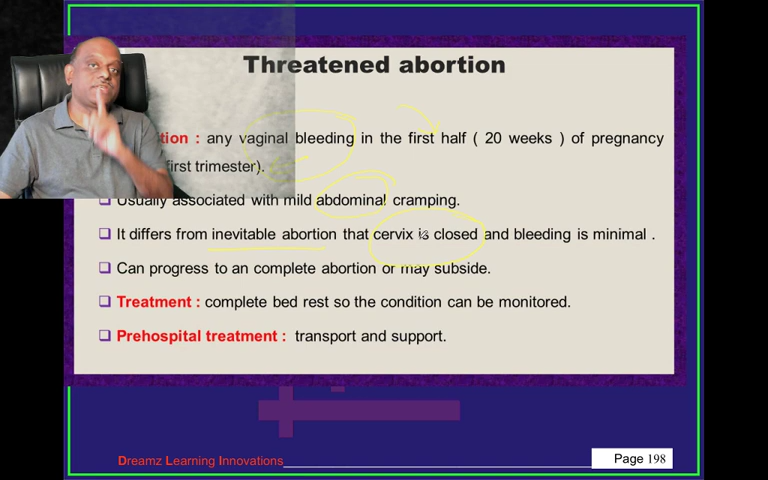 Threatened abortion
tion : any vaginal bleeding in the first half ( 20 weeks ) of pregnancy
first trimester).
Usually associated with mild abdominal cramping.
It differs from inevitable abortion that cervix is closed and bleeding is minimal .
Can progress to an complete abortion or may subside.
Treatment : complete bed rest so the condition can be monitored.
Prehospital treatment : transport and support.
Dreamz Learning Innovations
Page 198